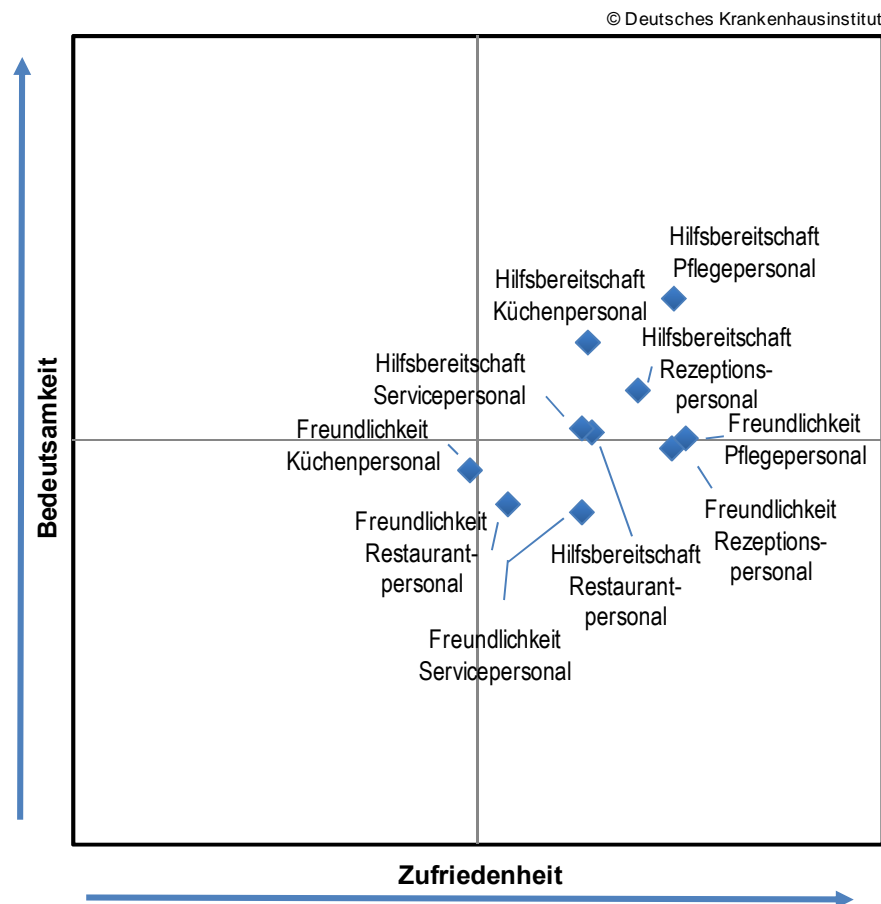 © Deutsches Krankenhausinstitut
Hilfsbereitschaft
Pflegepersonal
Hilfsbereitschaft
Küchenpersonal
Hilfsbereitschaft
Rezeptions-
personal
Hilfsbereitschaft
Servicepersonal
Freundlichkeit
Pflegepersonal
Freundlichkeit
Küchenpersonal
Freundlichkeit
Rezeptions-
personal
Freundlichkeit
Restaurant-
personal
Hilfsbereitschaft
Restaurant-
personal
Freundlichkeit
Servicepersonal
Bedeutsamkeit
Zufriedenheit